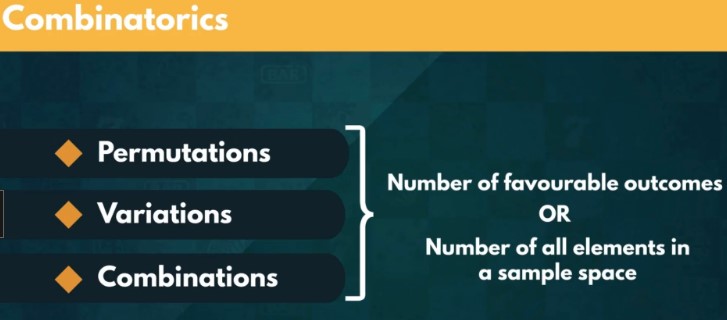 Combinatorics
Permutations
Variations
Combinations
Number of favourable outcomes
OR
Number of all elements in
a sample space